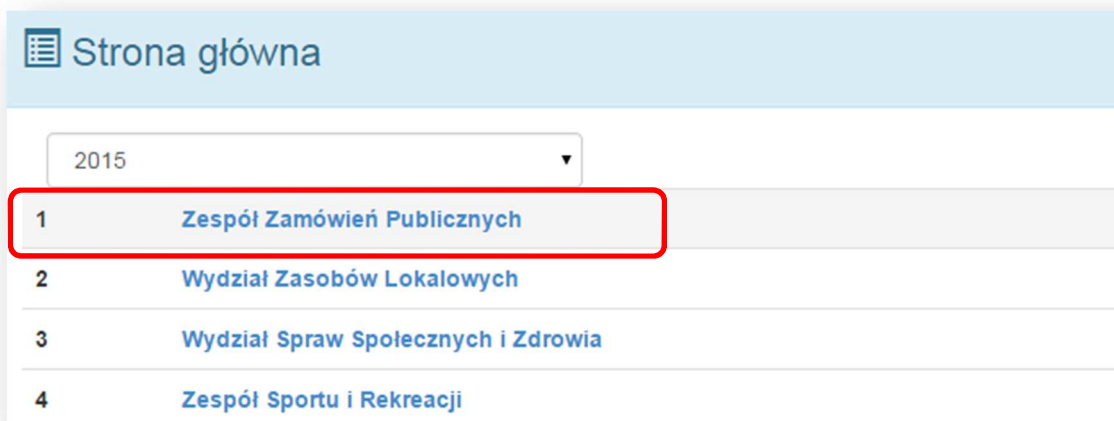 Strona główna
2015
1 Zespół Zamówień Publicznych
2 Wydział Zasobów Lokalowych
3 Wydział Spraw Społecznych i Zdrowia
4 Zespół Sportu i Rekreacji